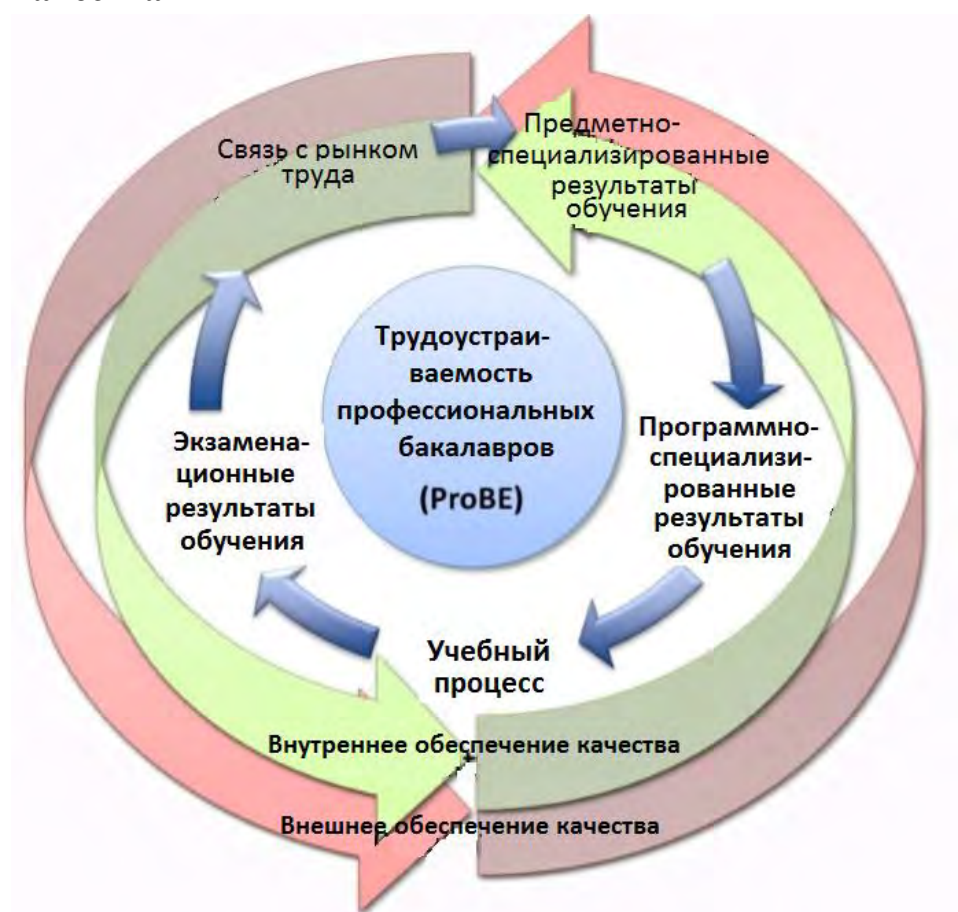 Связь с рынком
труда
Предметно-
специализированные
результаты
обучения
Трудоустраи-
ваемость
профессиональных
бакалавров
(ProBE)
Программно-
специализи-
рованные
результаты
обучения
Учебный
процесс
Экзамена-
ционные
результаты
обучения
Внутреннее обеспечение качества
Внешнее обеспечение качества